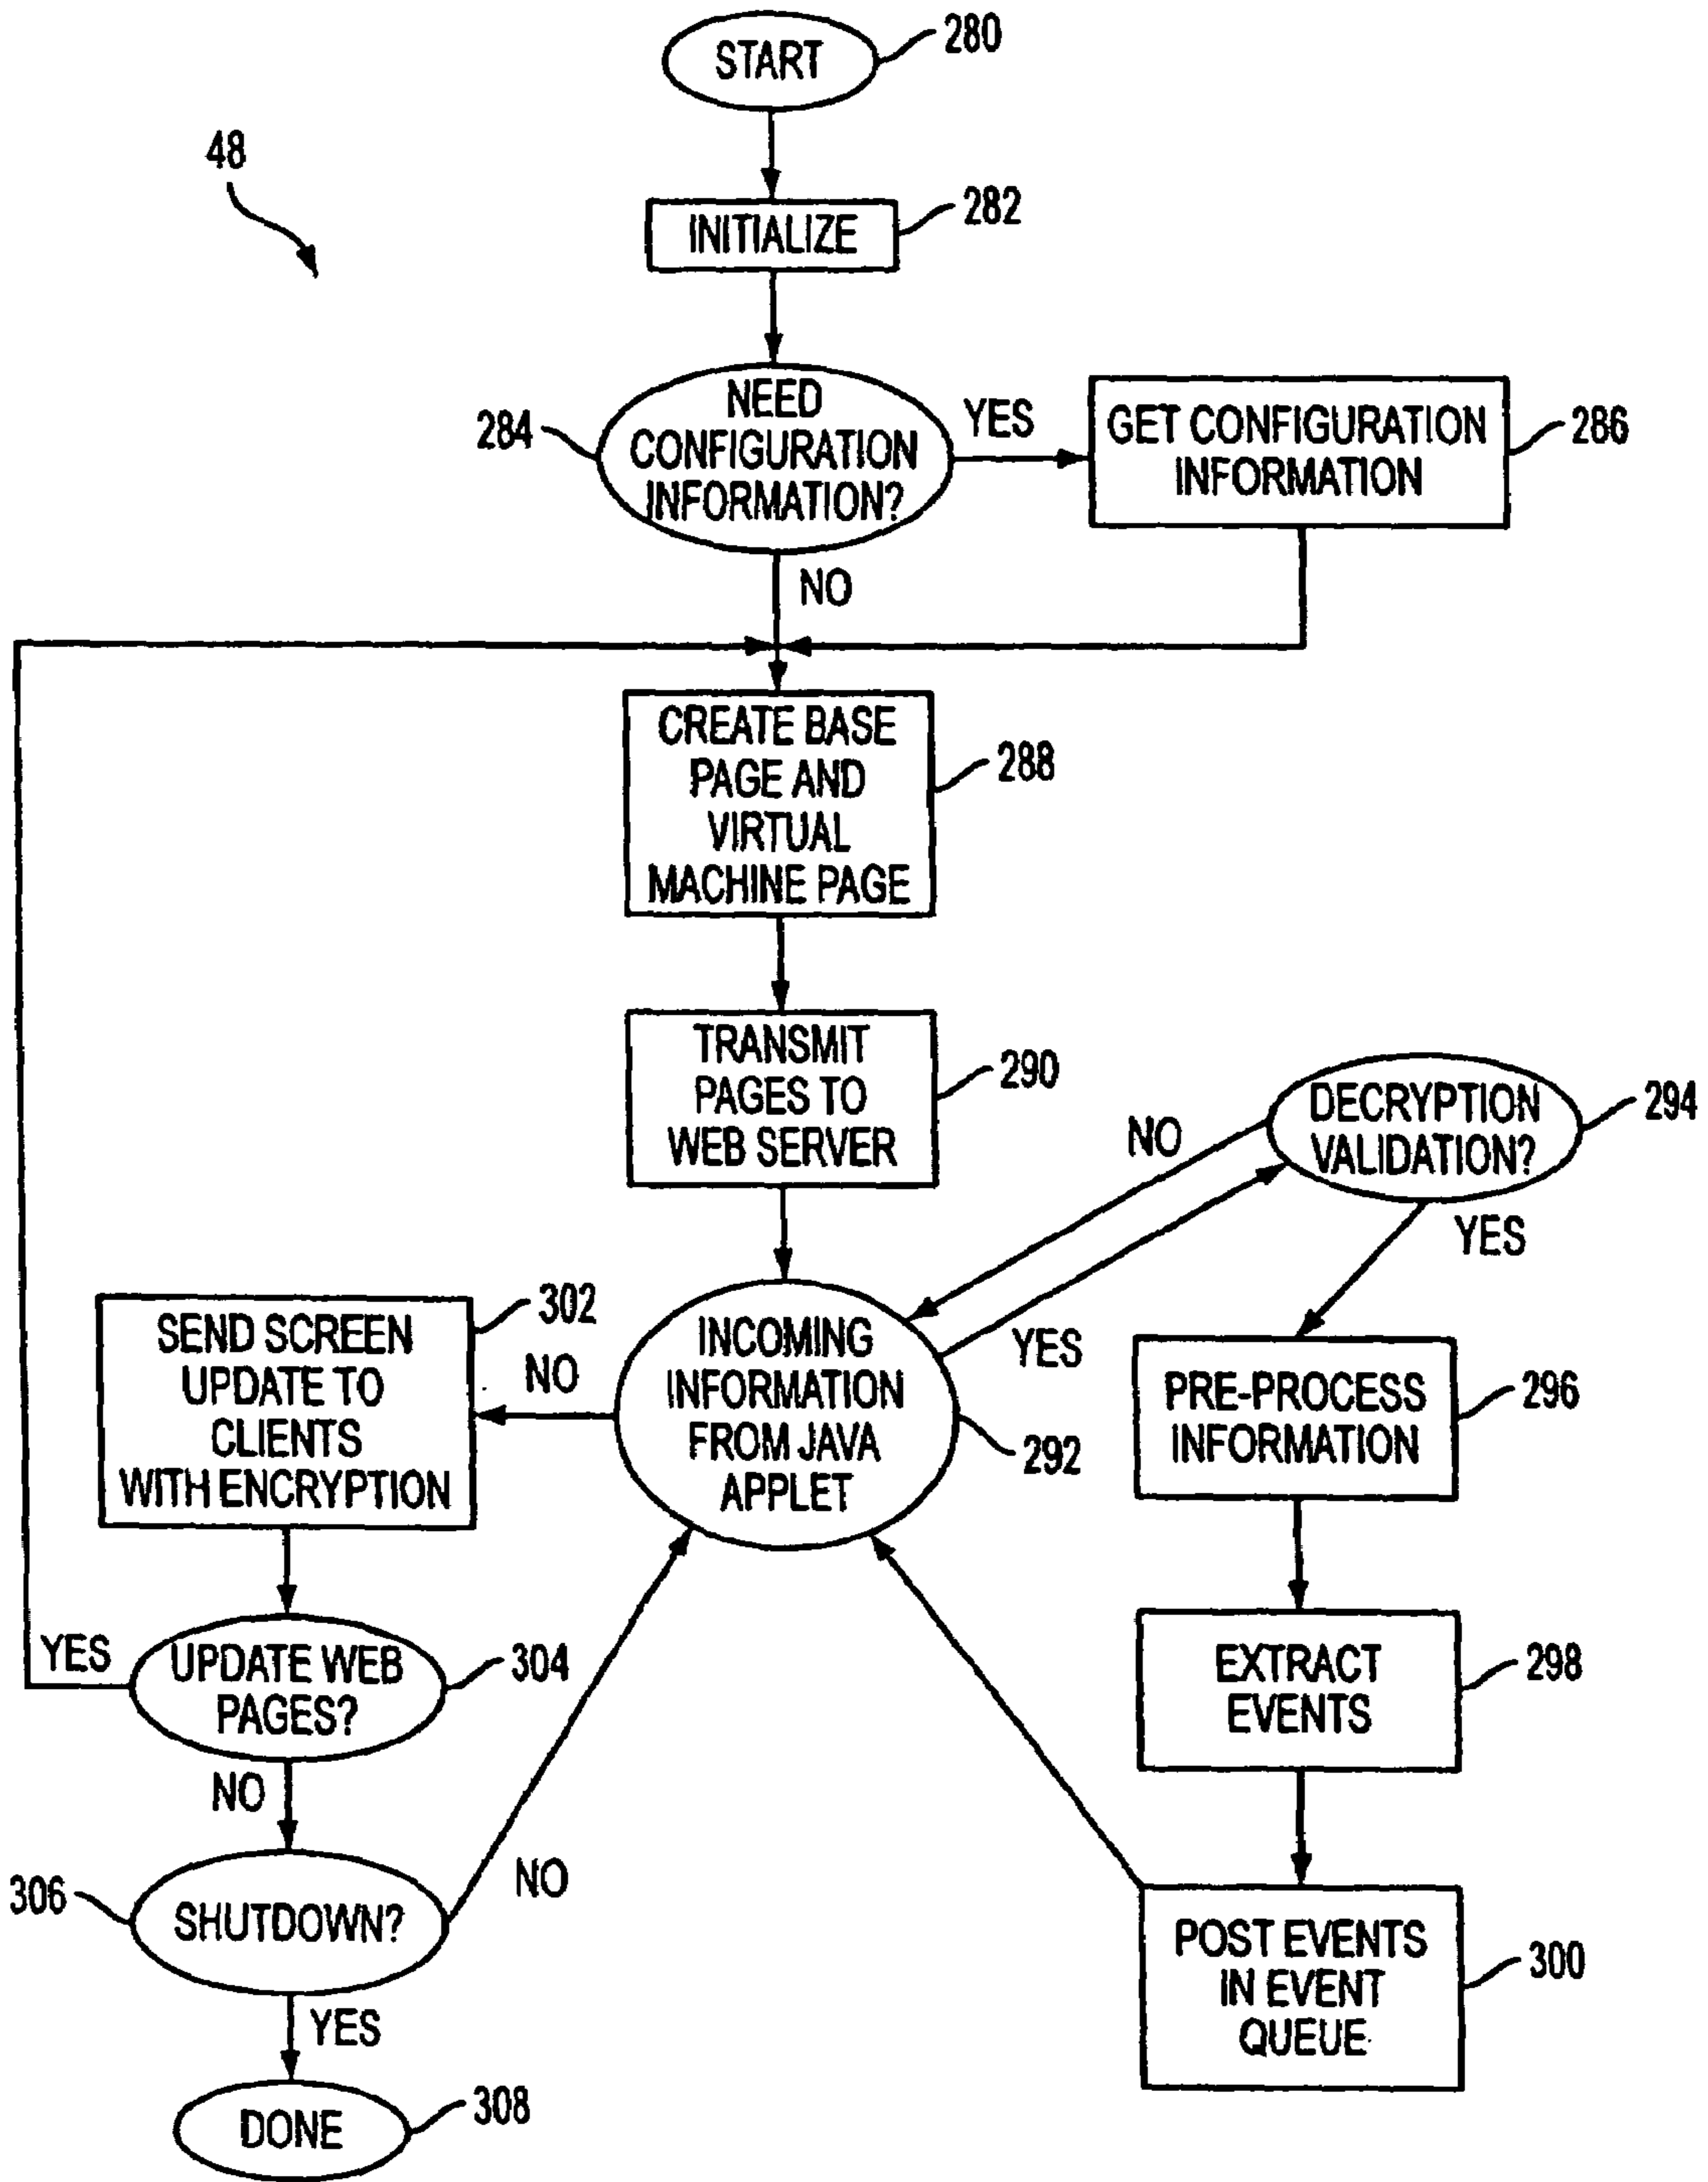 START
280
48
INITIALIZE
282
NEED
CONFIGURATION
INFORMATION?
284
YES
GET CONFIGURATION
INFORMATION
286
NO
CREATE BASE
PAGE AND
VIRTUAL
MACHINE PAGE
288
TRANSMIT
PAGES TO
WEB SERVER
290
DECRYPTION
VALIDATION?
294
NO
YES
YES
INCOMING
INFORMATION
FROM JAVA
APPLET
292
NO
SEND SCREEN
UPDATE TO
CLIENTS
WITH ENCRYPTION
302
PRE-PROCESS
INFORMATION
296
UPDATE WEB
PAGES?
304
YES
EXTRACT
EVENTS
298
NO
SHUTDOWN?
306
NO
POST EVENTS
IN EVENT
QUEUE
300
YES
DONE
308